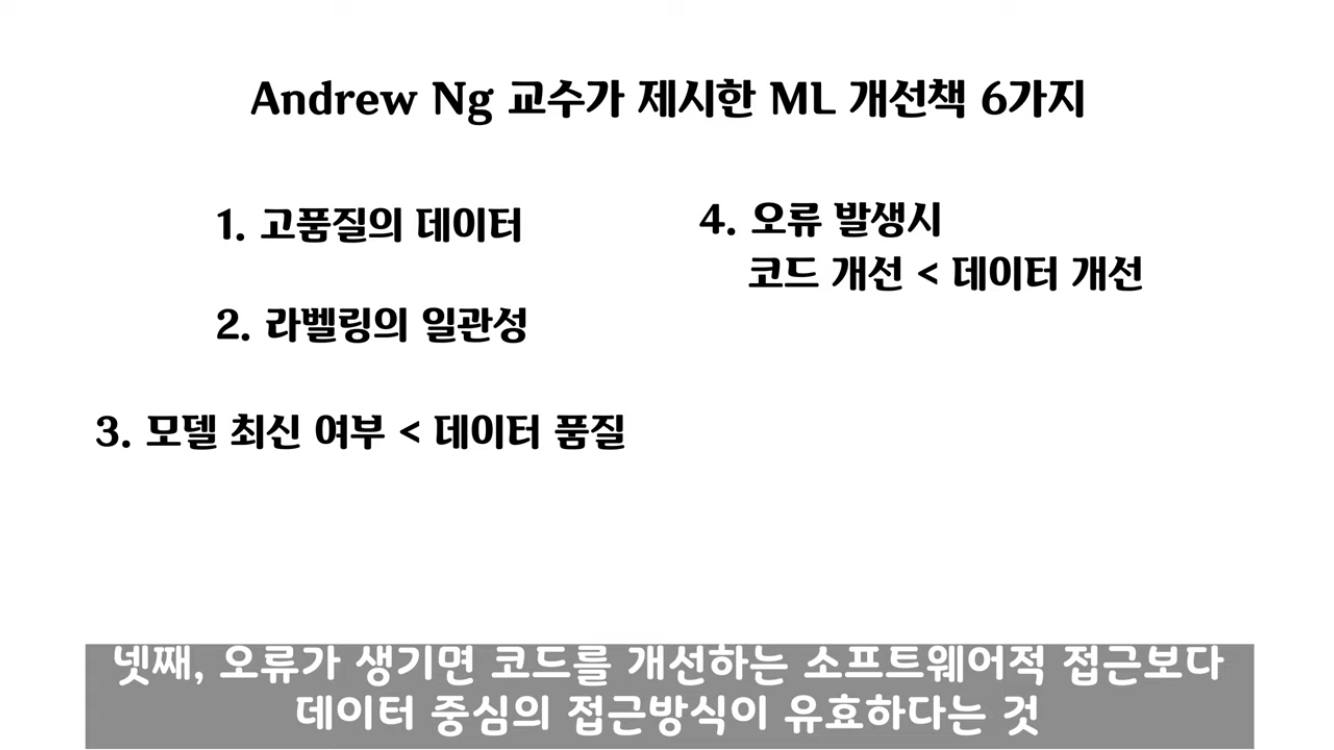 Andrew Ng 교수가 제시한 ML 개선책 6가지
1. 고품질의 데이터
2. 라벨링의 일관성
3. 모델 최신 여부 < 데이터 품질
4. 오류 발생시
코드 개선 < 데이터 개선
넷째, 오류가 생기면 코드를 개선하는 소프트웨어적 접근보다
데이터 중심의 접근방식이 유효하다는 것